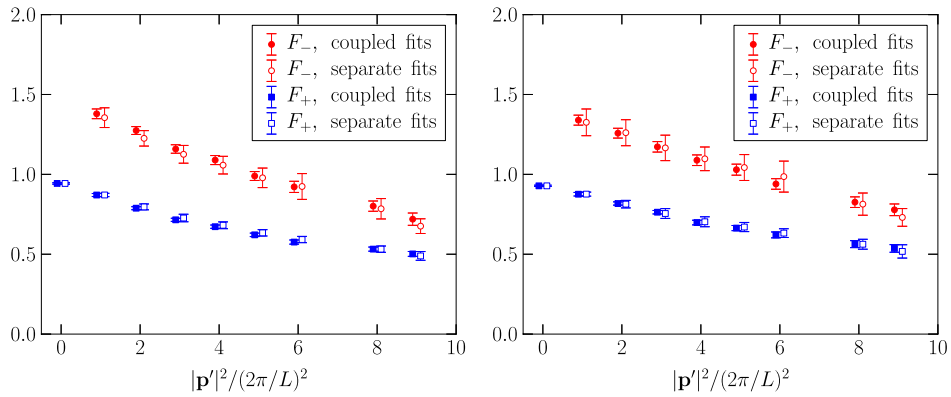 2.0
1.5
1.0
0.5
0.0
0 2 4 6 8 10
|p′|²/(2π/L)²
F₋, coupled fits
F₋, separate fits
F₊, coupled fits
F₊, separate fits
2.0
1.5
1.0
0.5
0.0
0 2 4 6 8 10
|p′|²/(2π/L)²
F₋, coupled fits
F₋, separate fits
F₊, coupled fits
F₊, separate fits